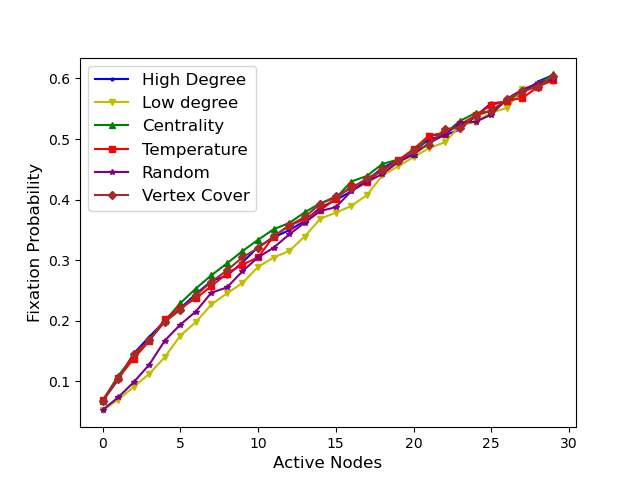 High Degree
Low degree
Centrality
Temperature
Random
Vertex Cover
0.6
0.5
0.4
0.3
0.2
0.1
Fixation Probability
0 5 10 15 20 25 30
Active Nodes